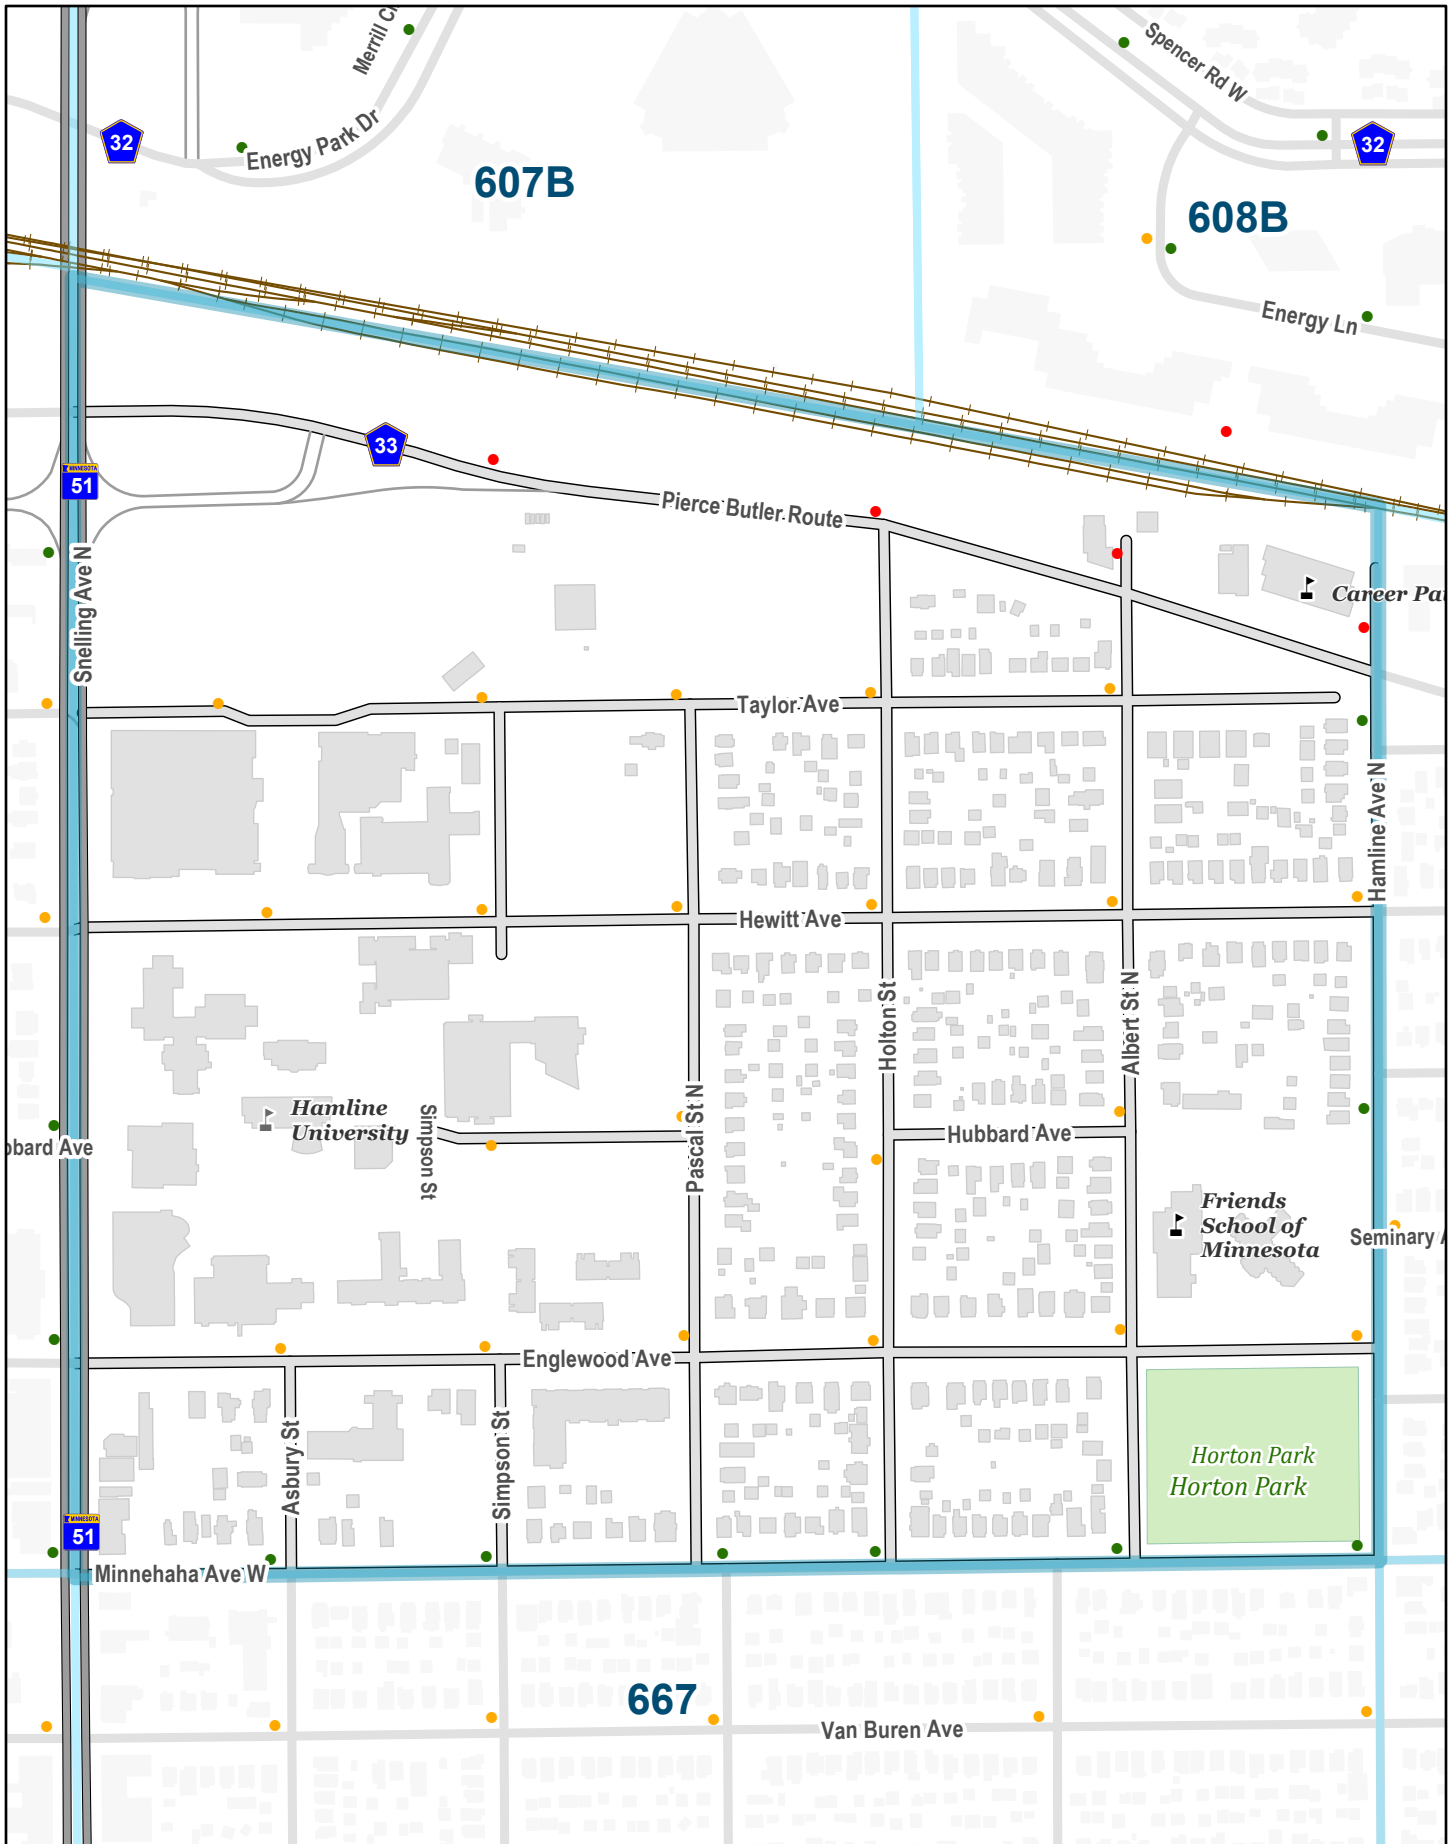 Merrill C
Spencer Rd W
32
Energy Park Dr
32
607B
608B
Energy Ln
33
MINNESOTA
51
Pierce Butler Route
Snelling Ave N
Career Pa
Taylor Ave
Hamline Ave N
Hewitt Ave
Holton St
Albert St N
Hamline
University
Simpson St
Pascal St N
Hubbard Ave
bbard Ave
Friends
School of
Minnesota
Seminary A
Englewood Ave
Asbury St
Simpson St
Horton Park
Horton Park
MINNESOTA
51
Minnehaha Ave W
667
Van Buren Ave